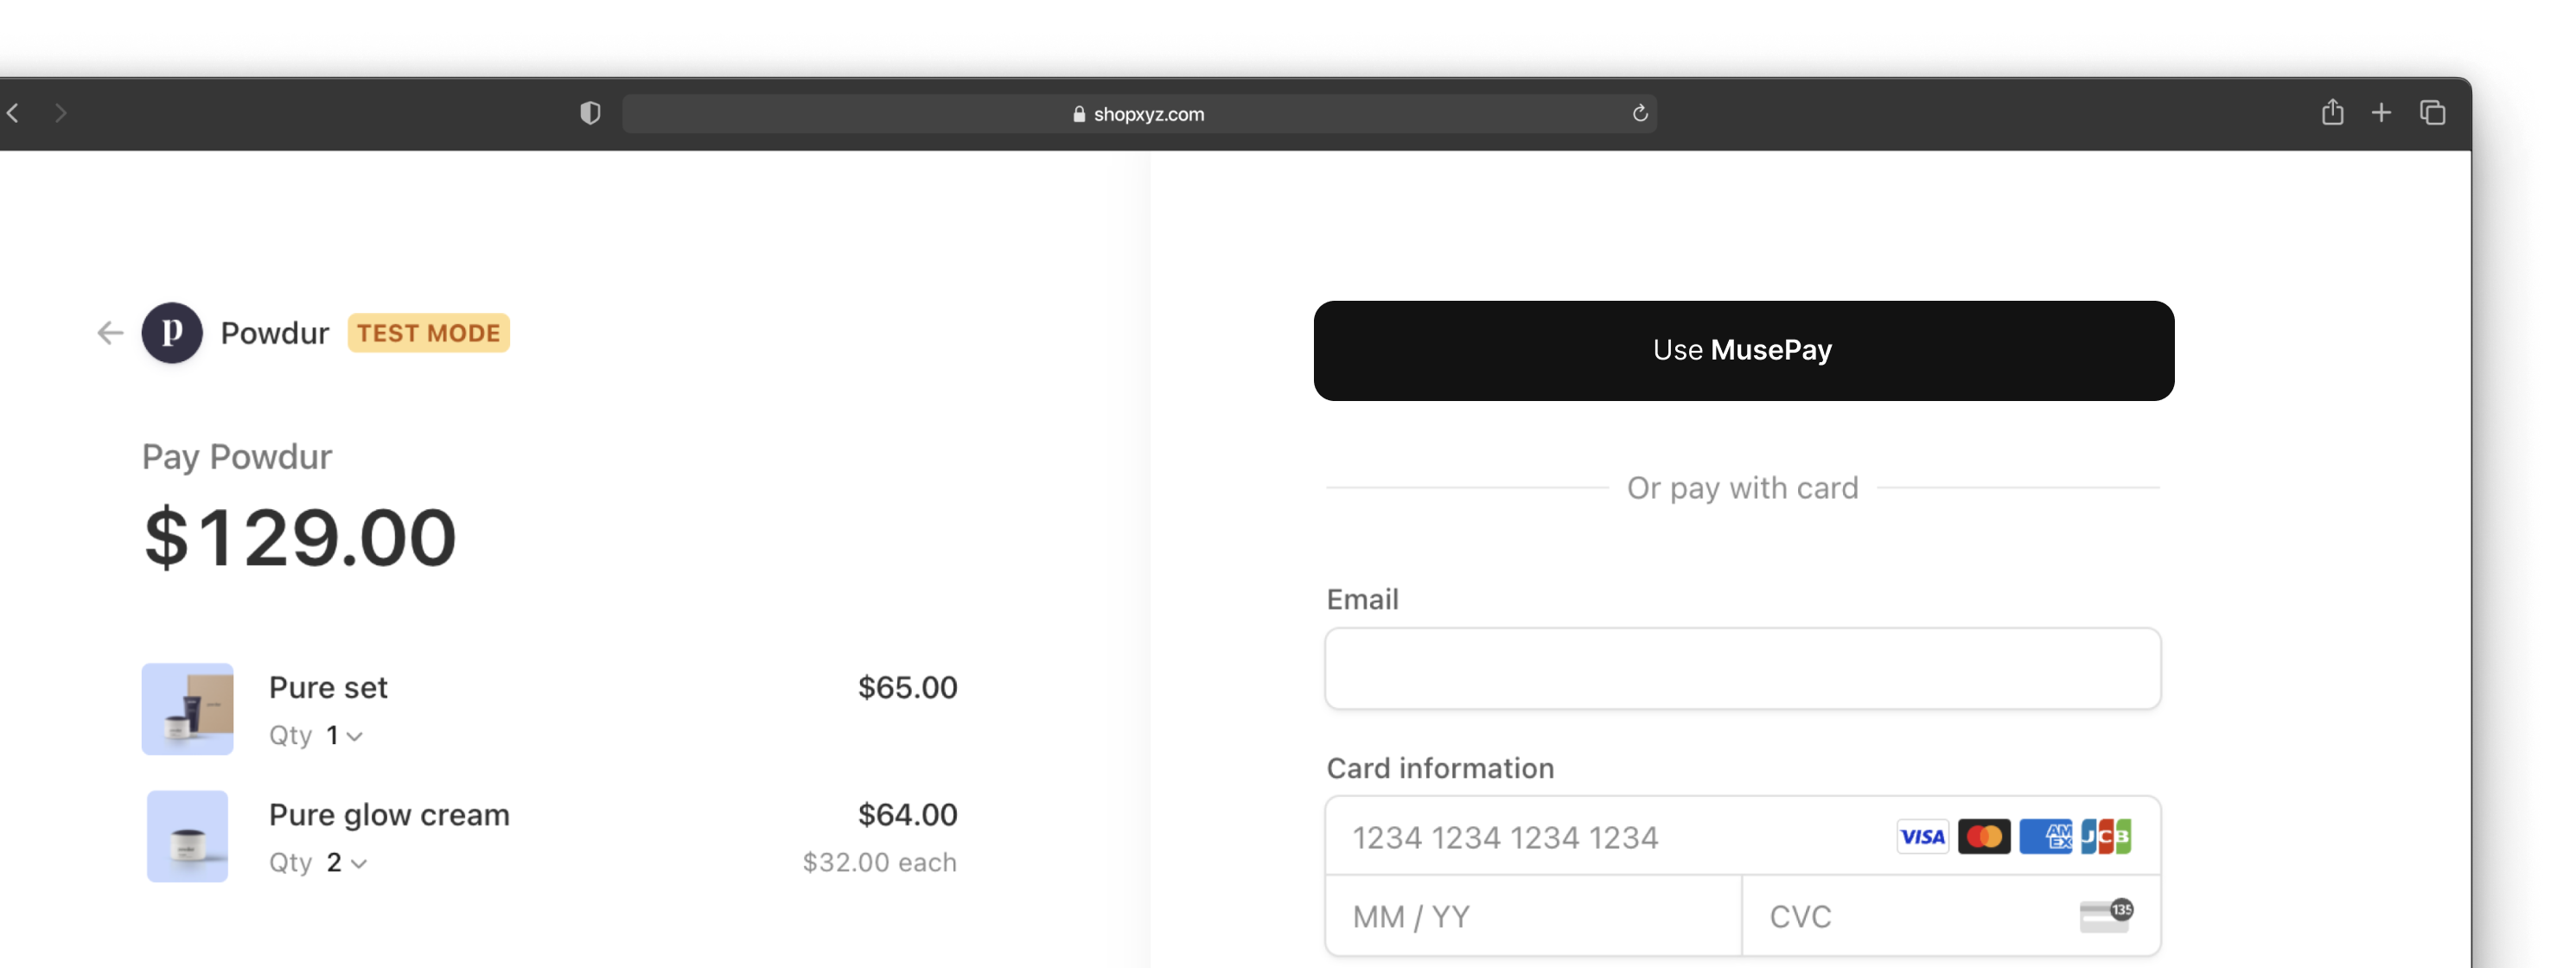 shopxyz.com
p
Powdur
TEST MODE
Pay Powdur
$129.00
Pure set
$65.00
Qty 1
Pure glow cream
$64.00
Qty 2
$32.00 each
Use MusePay
Or pay with card
Email
Card information
1234 1234 1234 1234
VISA
AM
EX
JCB
MM / YY
CVC
135